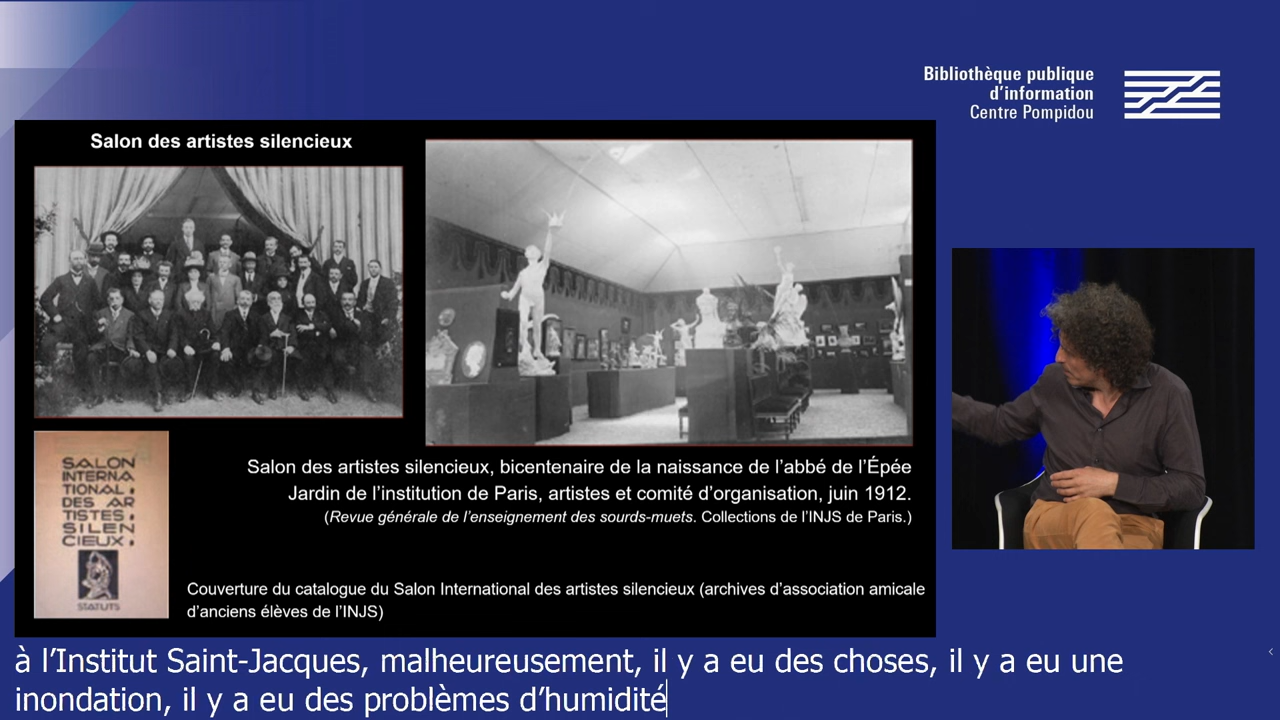 Bibliothèque publique
d'information
Centre Pompidou
Salon des artistes silencieux
SALON
INTERNA
TIONAL.
DES AR
TISTES.
SILEN
CIEUX.
STATUTS
Salon des artistes silencieux, bicentenaire de la naissance de l'abbé de l'Épée
Jardin de l'institution de Paris, artistes et comité d'organisation, juin 1912.
(Revue générale de l'enseignement des sourds-muets. Collections de l'INJS de Paris.)
Couverture du catalogue du Salon International des artistes silencieux (archives d'association amicale
d'anciens élèves de l'INJS)
à l'Institut Saint-Jacques, malheureusement, il y a eu des choses, il y a eu une
inondation, il y a eu des problèmes d'humidité